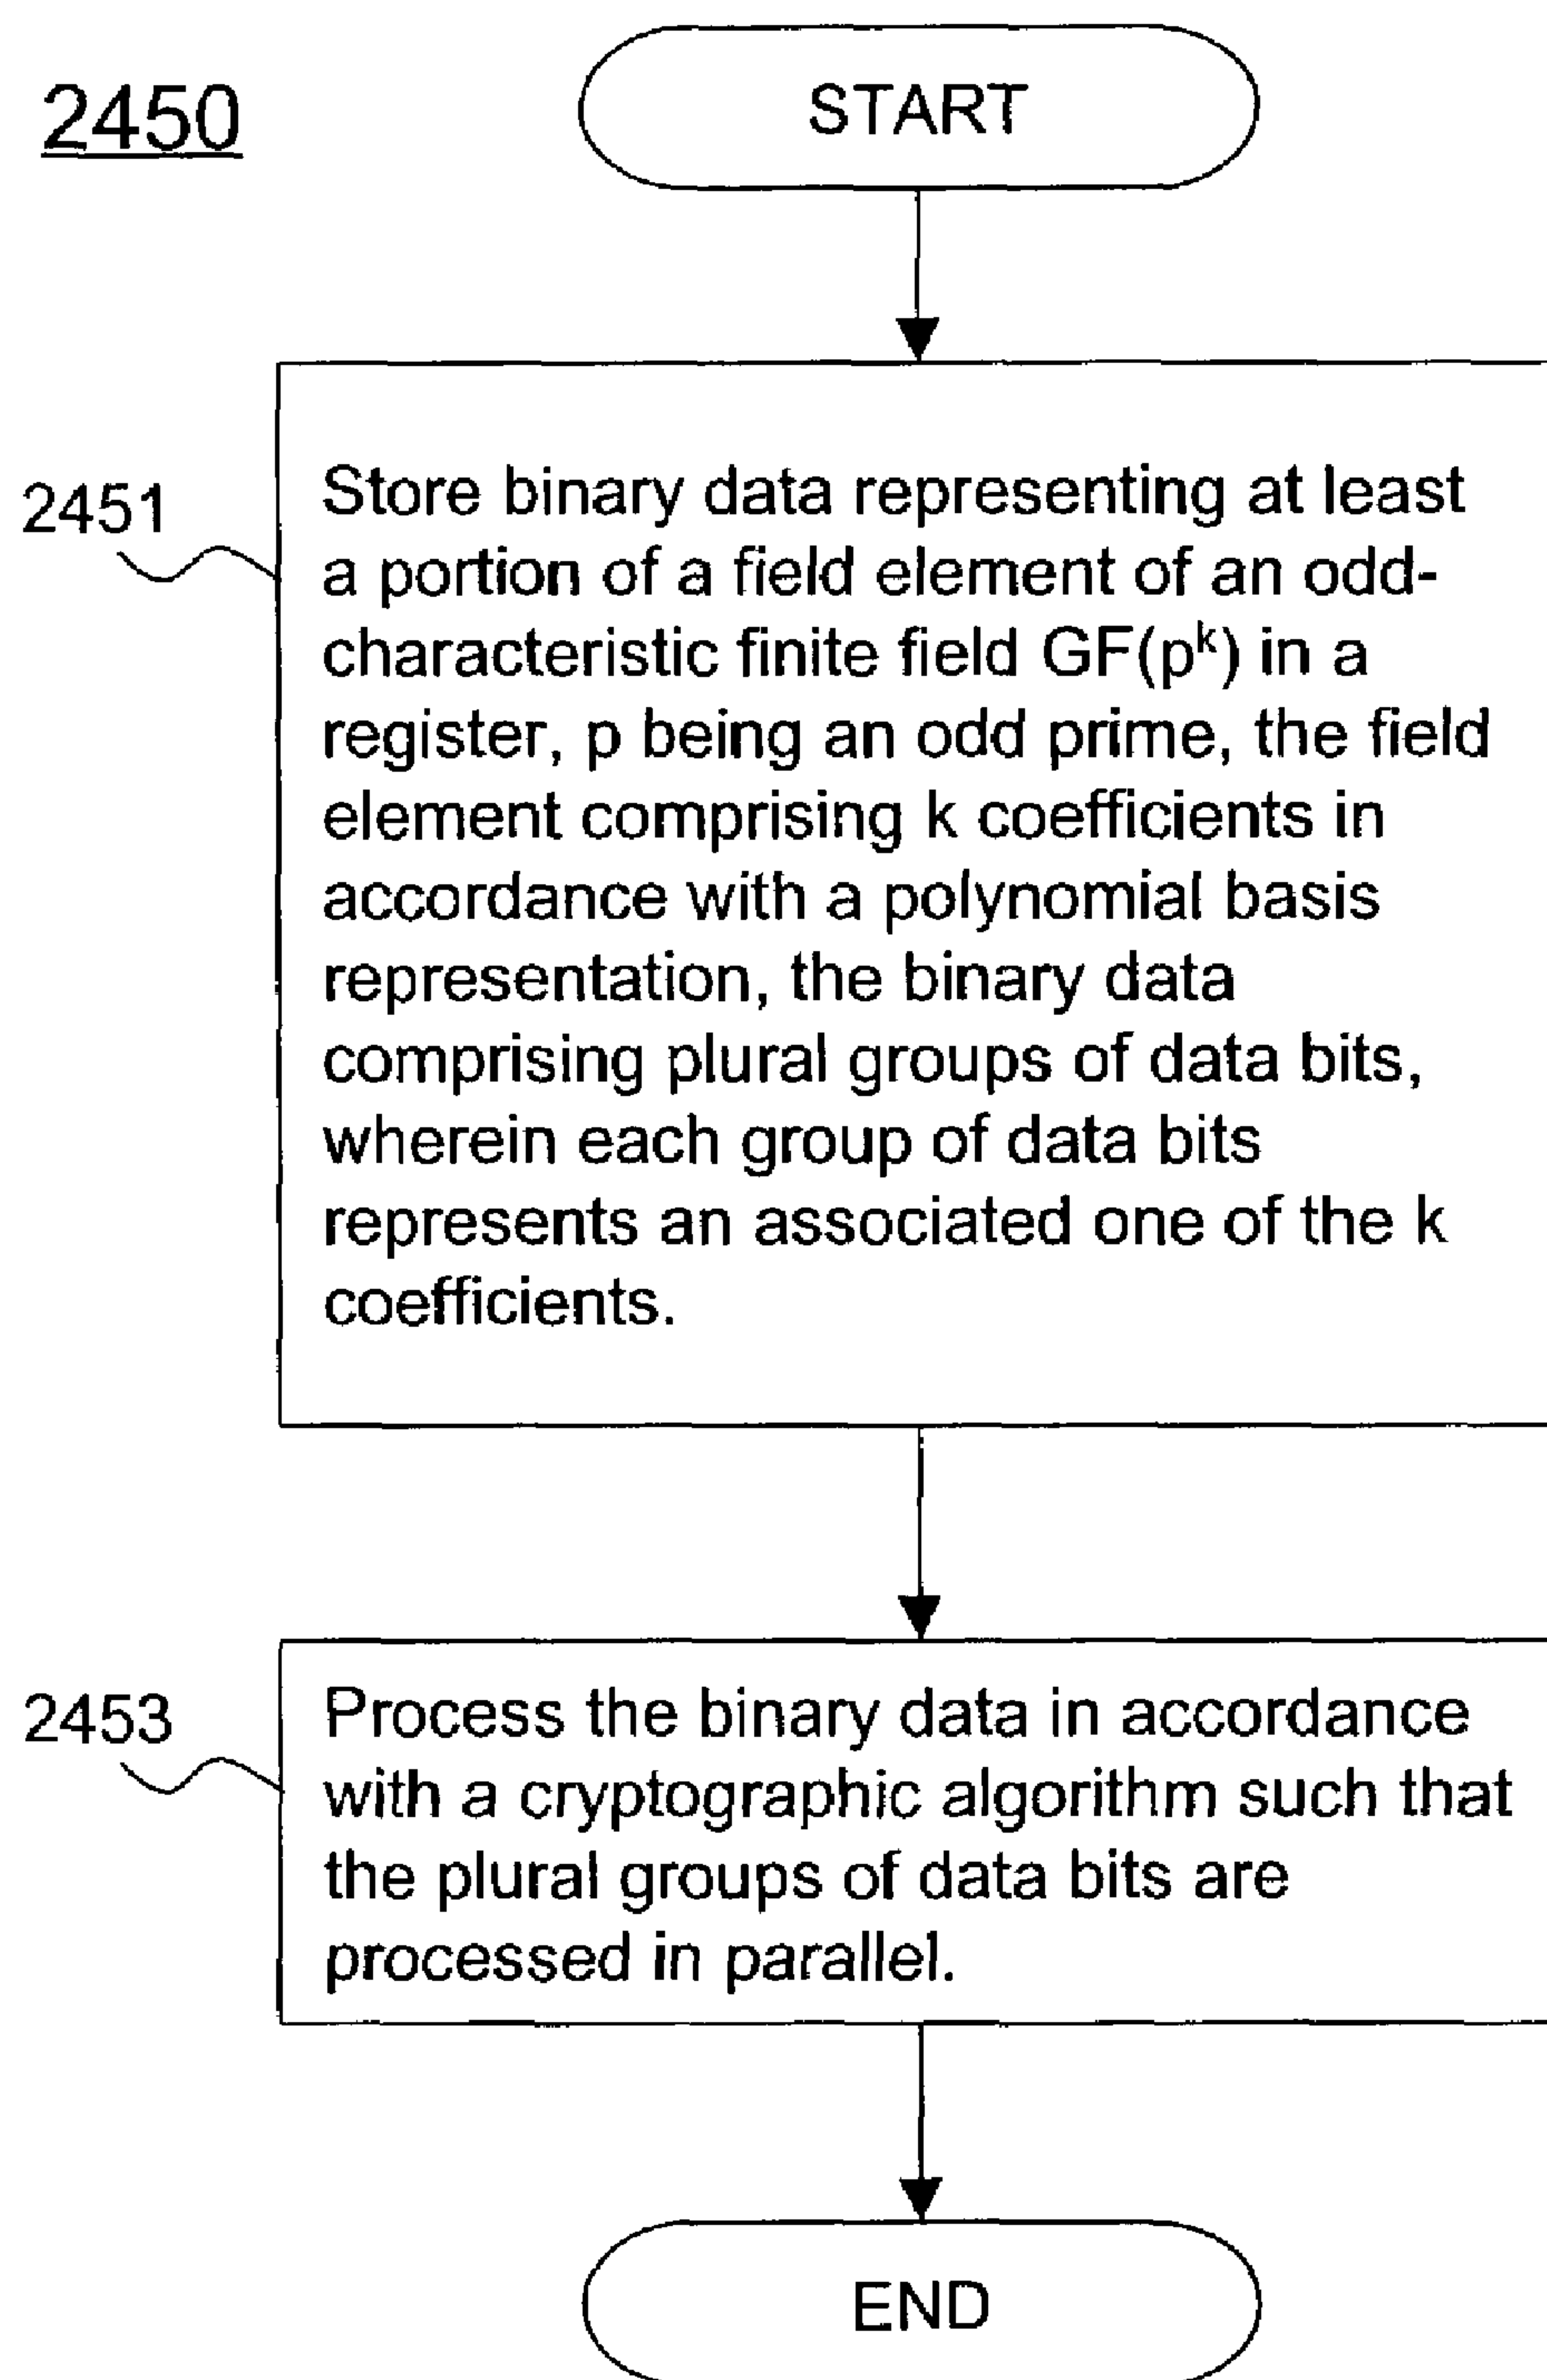 2450
START
2451
Store binary data representing at least
a portion of a field element of an odd-
characteristic finite field GF(pᵏ) in a
register, p being an odd prime, the field
element comprising k coefficients in
accordance with a polynomial basis
representation, the binary data
comprising plural groups of data bits,
wherein each group of data bits
represents an associated one of the k
coefficients.
2453
Process the binary data in accordance
with a cryptographic algorithm such that
the plural groups of data bits are
processed in parallel.
END